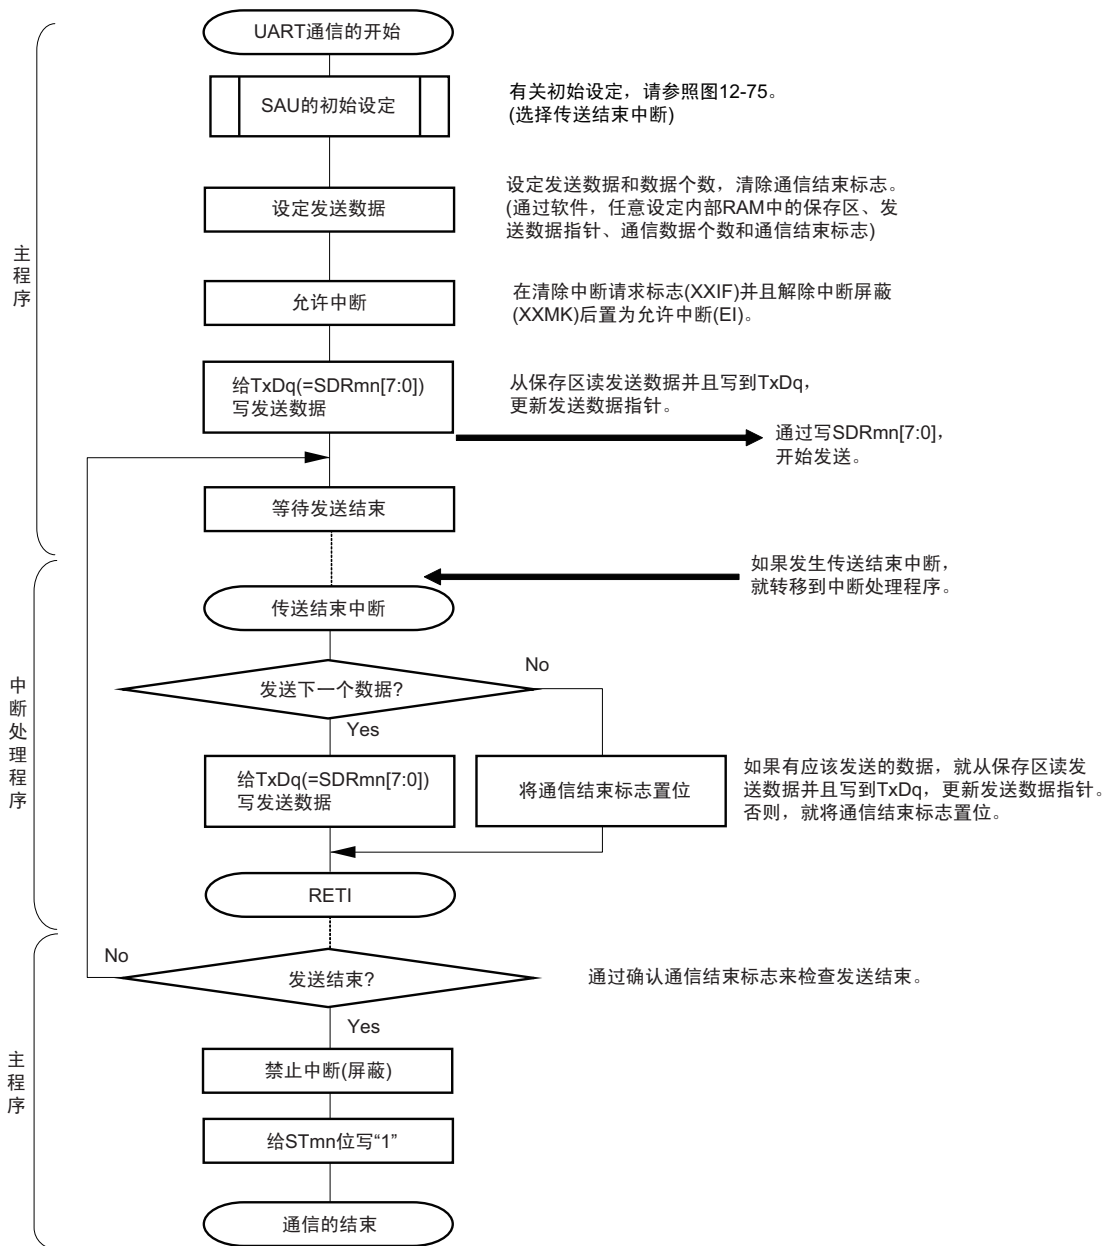 UART通信的开始
SAU的初始设定
有关初始设定，请参照图12-75。
(选择传送结束中断)
设定发送数据
设定发送数据和数据个数，清除通信结束标志。
(通过软件，任意设定内部RAM中的保存区、发
送数据指针、通信数据个数和通信结束标志)
主程序
允许中断
在清除中断请求标志(XXIF)并且解除中断屏蔽
(XXMK)后置为允许中断(EI)。
给TxDq(=SDRmn[7:0])
写发送数据
从保存区读发送数据并且写到TxDq，
更新发送数据指针。
通过写SDRmn[7:0]，
开始发送。
等待发送结束
如果发生传送结束中断，
就转移到中断处理程序。
传送结束中断
中断处理程序
发送下一个数据?
No
Yes
给TxDq(=SDRmn[7:0])
写发送数据
将通信结束标志置位
如果有应该发送的数据，就从保存区读发
送数据并且写到TxDq，更新发送数据指针。
否则，就将通信结束标志置位。
RETI
No
发送结束?
通过确认通信结束标志来检查发送结束。
Yes
主程序
禁止中断(屏蔽)
给STmn位写“1”
通信的结束